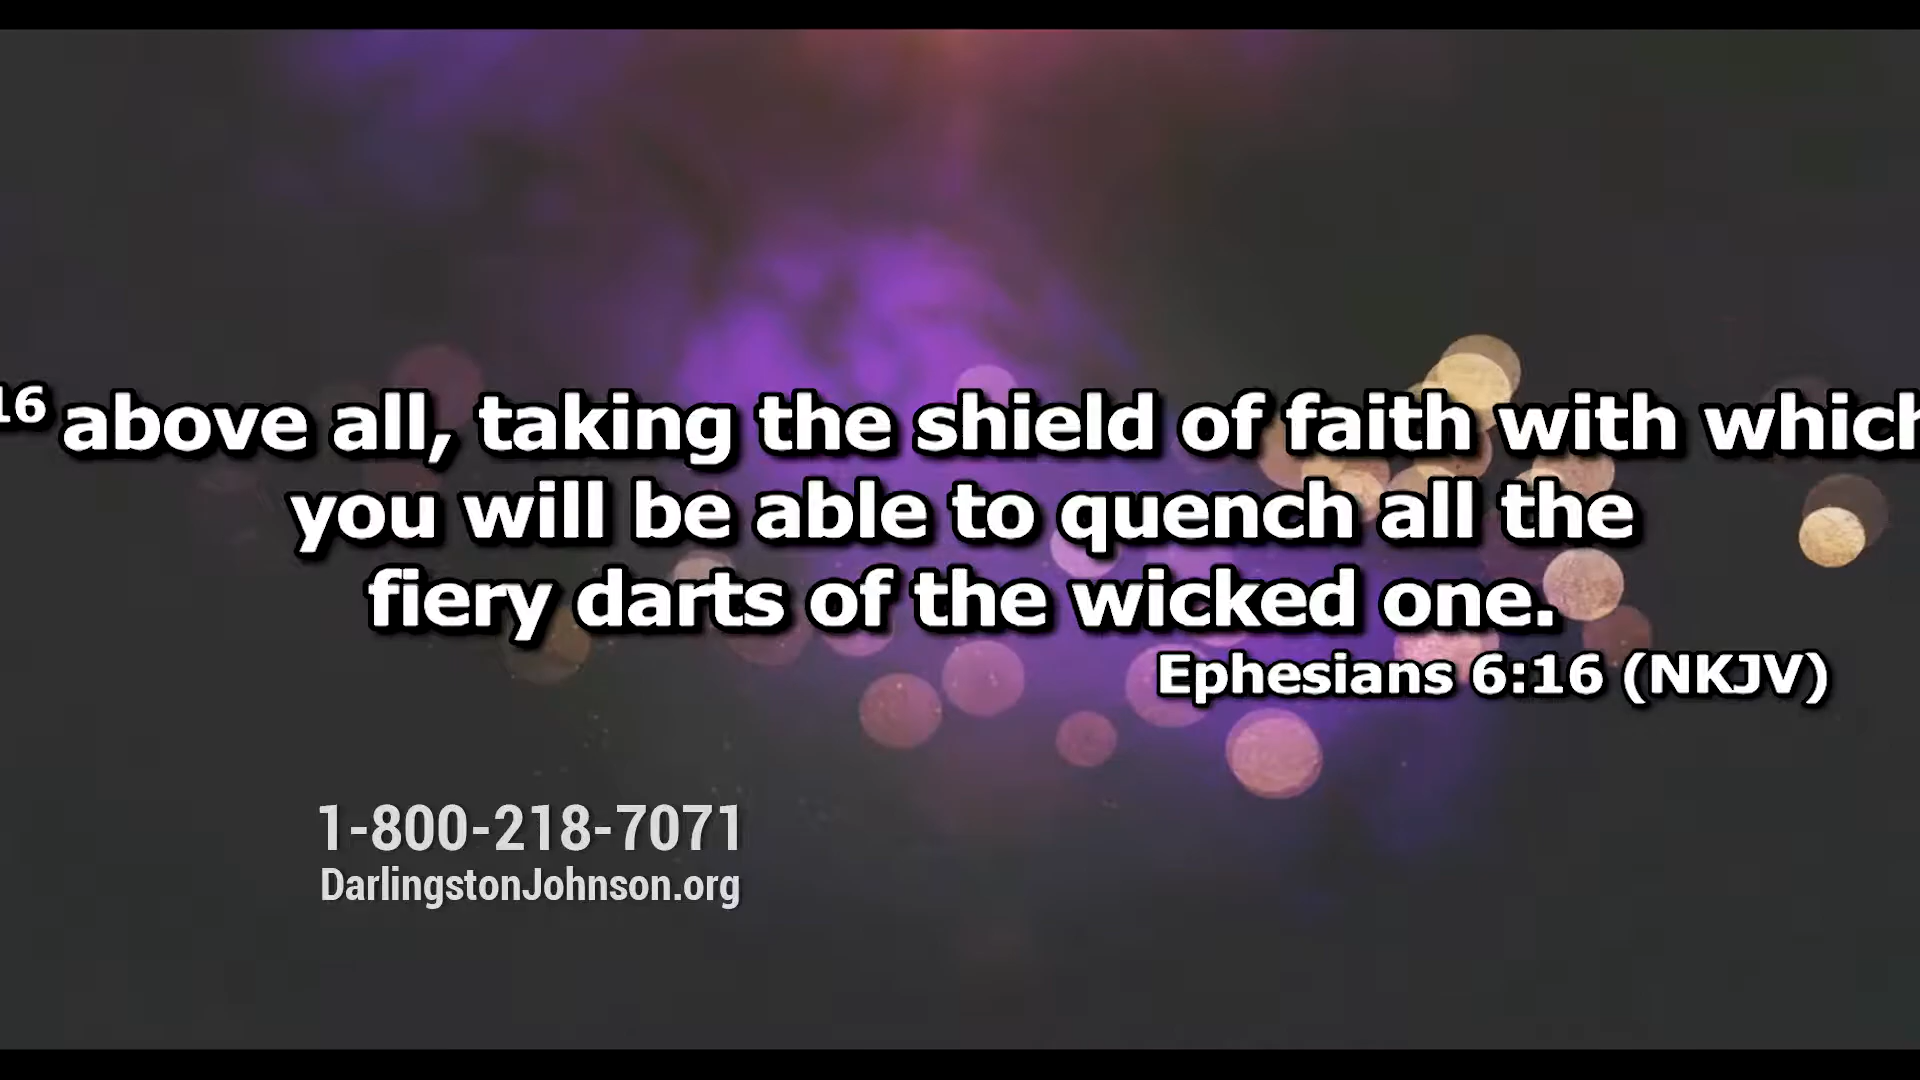 16 above all, taking the shield of faith with which
you will be able to quench all the
fiery darts of the wicked one.
Ephesians 6:16 (NKJV)
1-800-218-7071
DarlingstonJohnson.org